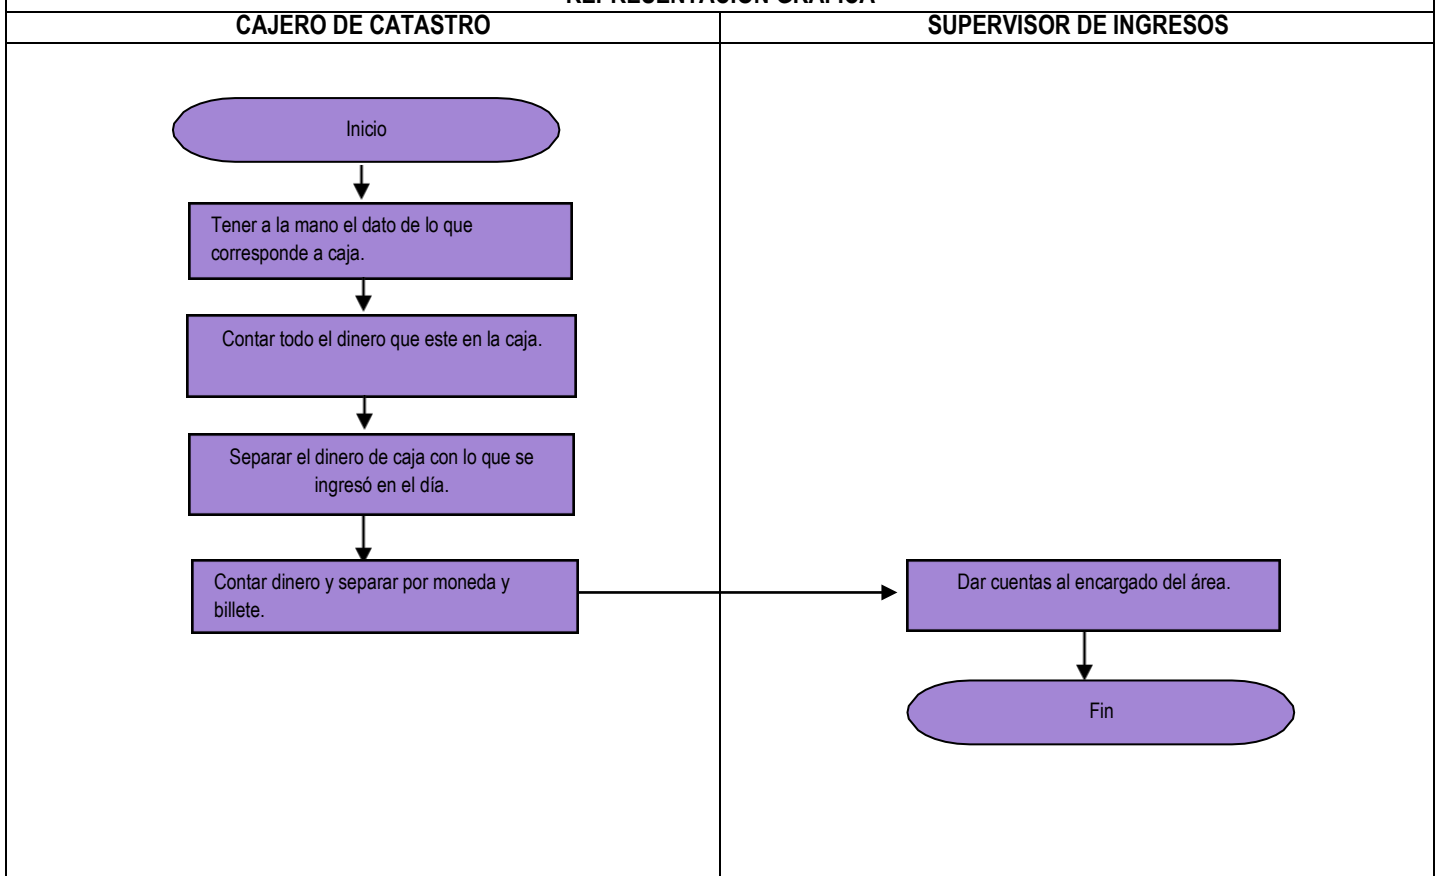 CAJERO DE CATASTRO
SUPERVISOR DE INGRESOS
Inicio
Tener a la mano el dato de lo que
corresponde a caja.
Contar todo el dinero que este en la caja.
Separar el dinero de caja con lo que se
ingresó en el día.
Contar dinero y separar por moneda y
billete.
Dar cuentas al encargado del área.
Fin